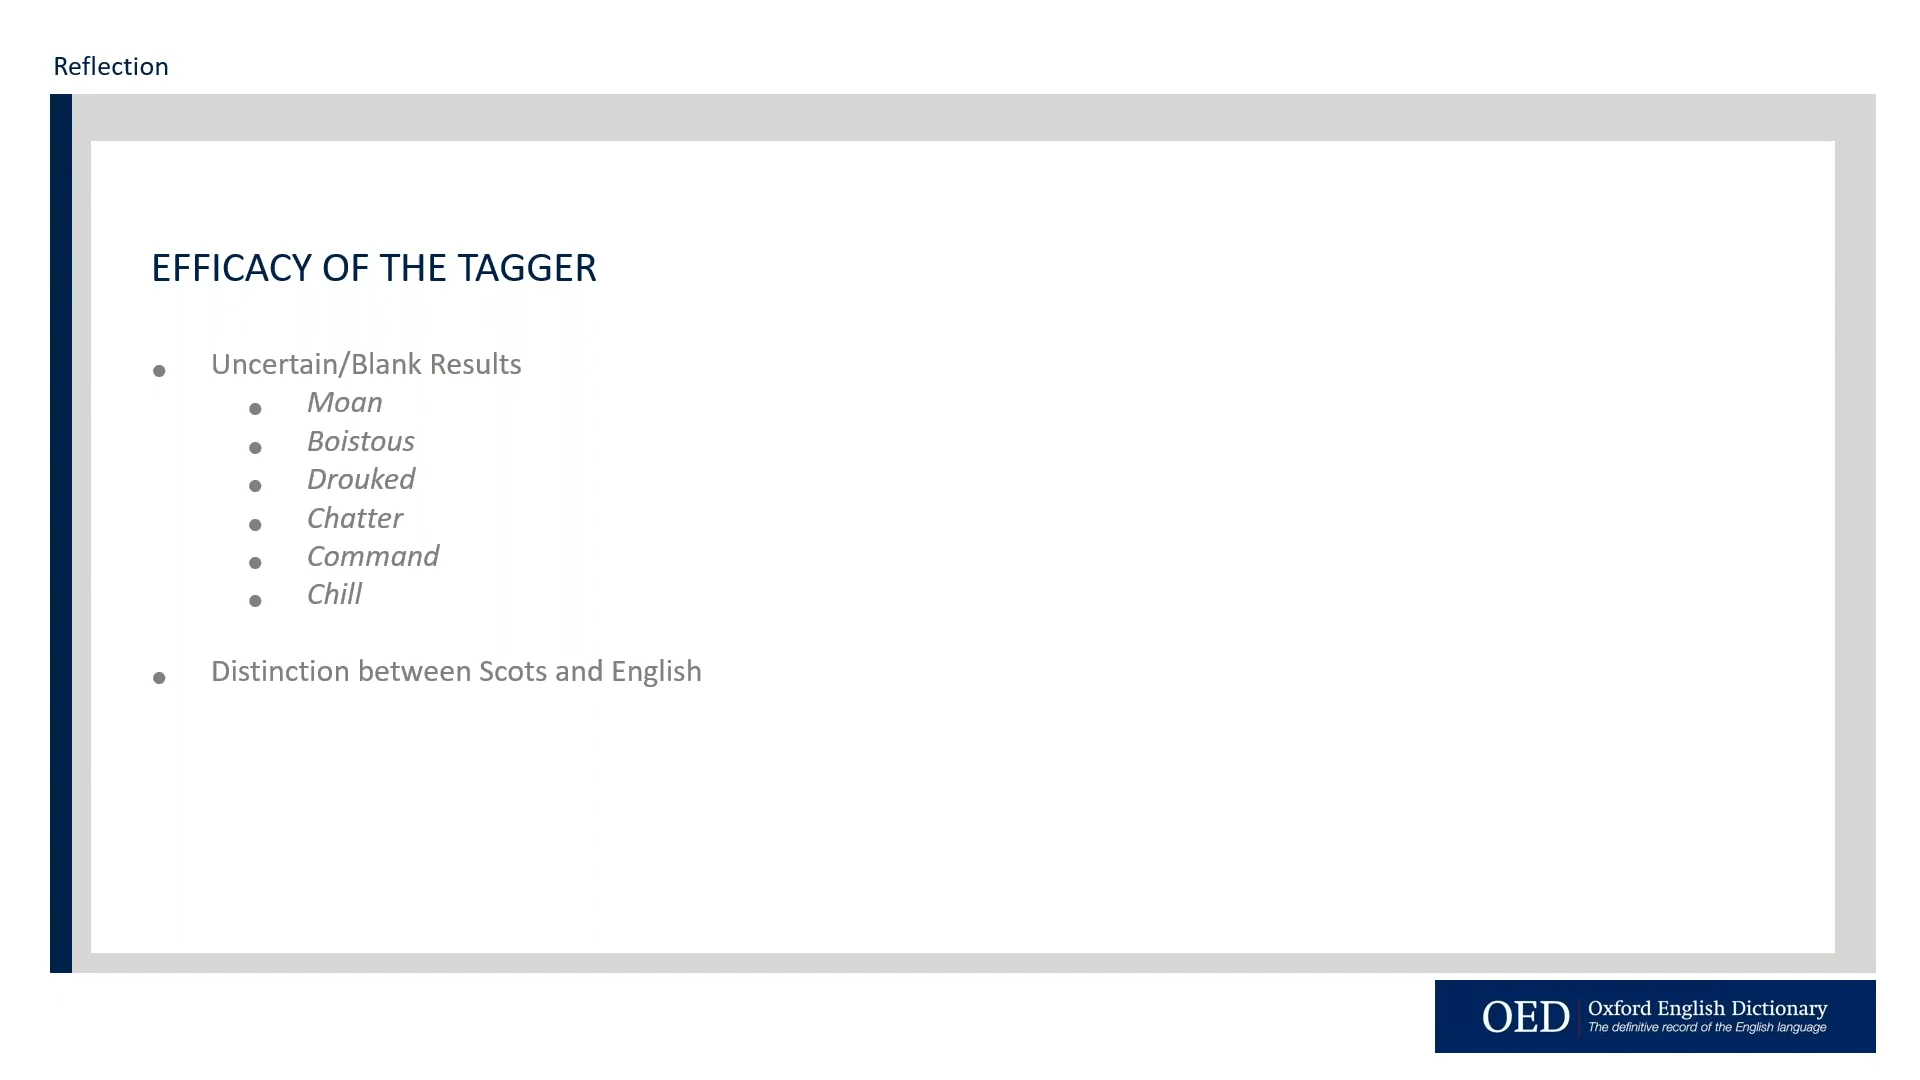 Reflection
EFFICACY OF THE TAGGER
Uncertain/Blank Results
Moan
Boistous
Drouked
Chatter
Command
Chill
Distinction between Scots and English
OED
Oxford English Dictionary
The definitive record of the English language